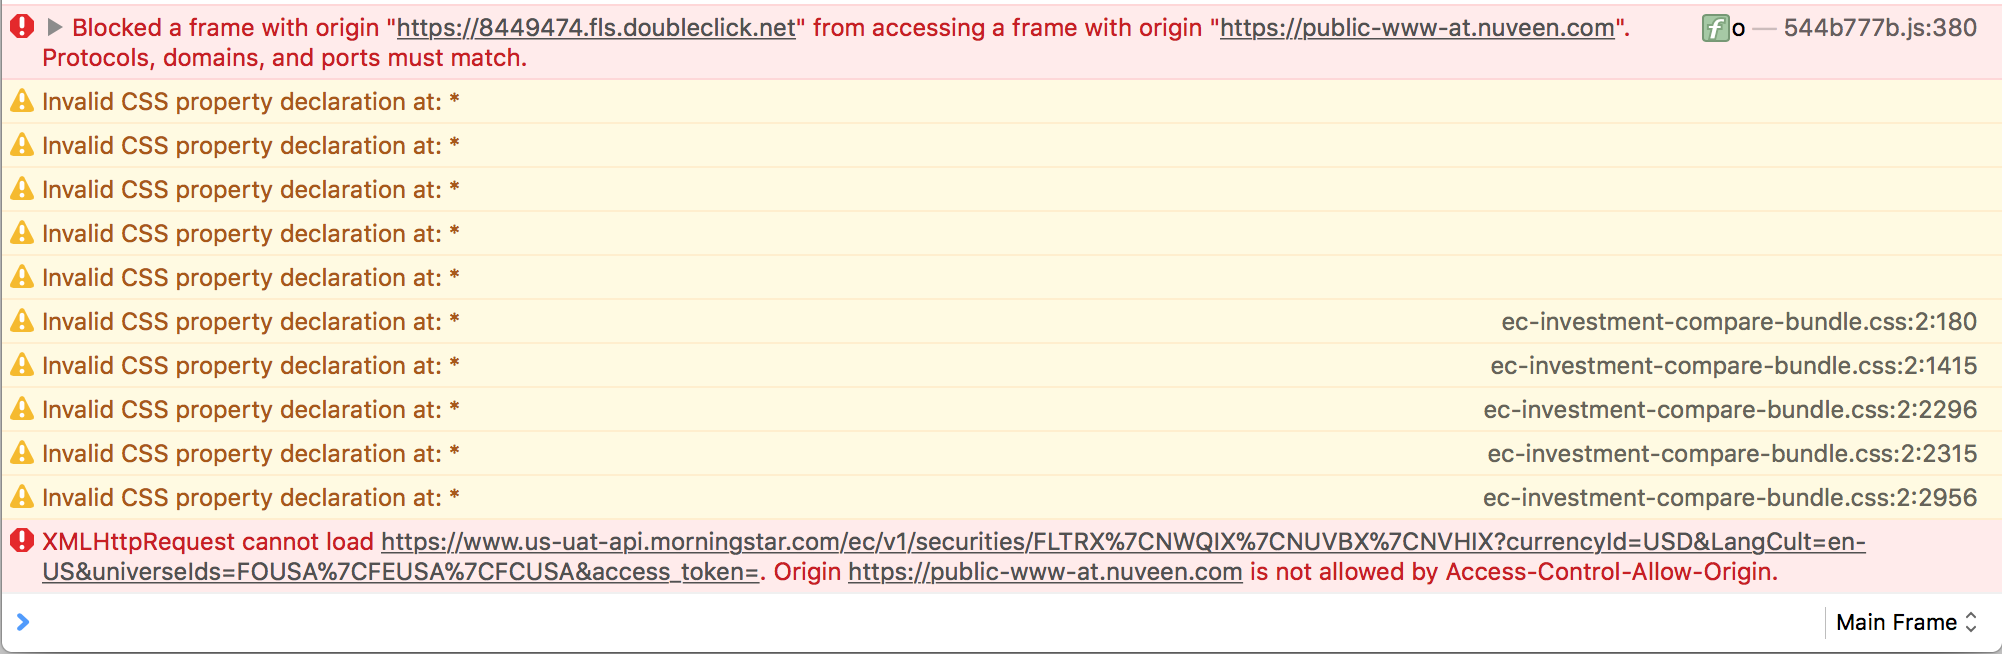 Blocked a frame with origin "https://8449474.fls.doubleclick.net" from accessing a frame with origin "https://public-www-at.nuveen.com". f o — 544b777b.js:380
Protocols, domains, and ports must match.
Invalid CSS property declaration at: *
Invalid CSS property declaration at: *
Invalid CSS property declaration at: *
Invalid CSS property declaration at: *
Invalid CSS property declaration at: *
Invalid CSS property declaration at: * ec-investment-compare-bundle.css:2:180
Invalid CSS property declaration at: * ec-investment-compare-bundle.css:2:1415
Invalid CSS property declaration at: * ec-investment-compare-bundle.css:2:2296
Invalid CSS property declaration at: * ec-investment-compare-bundle.css:2:2315
Invalid CSS property declaration at: * ec-investment-compare-bundle.css:2:2956
XMLHttpRequest cannot load https://www.us-uat-api.morningstar.com/ec/v1/securities/FLTRX%7CNWQIX%7CNUVBX%7CNVHIX?currencyId=USD&LangCult=en-
US&universeIds=FOUSA%7CFEUSA%7CFCUSA&access_token=. Origin https://public-www-at.nuveen.com is not allowed by Access-Control-Allow-Origin.
Main Frame